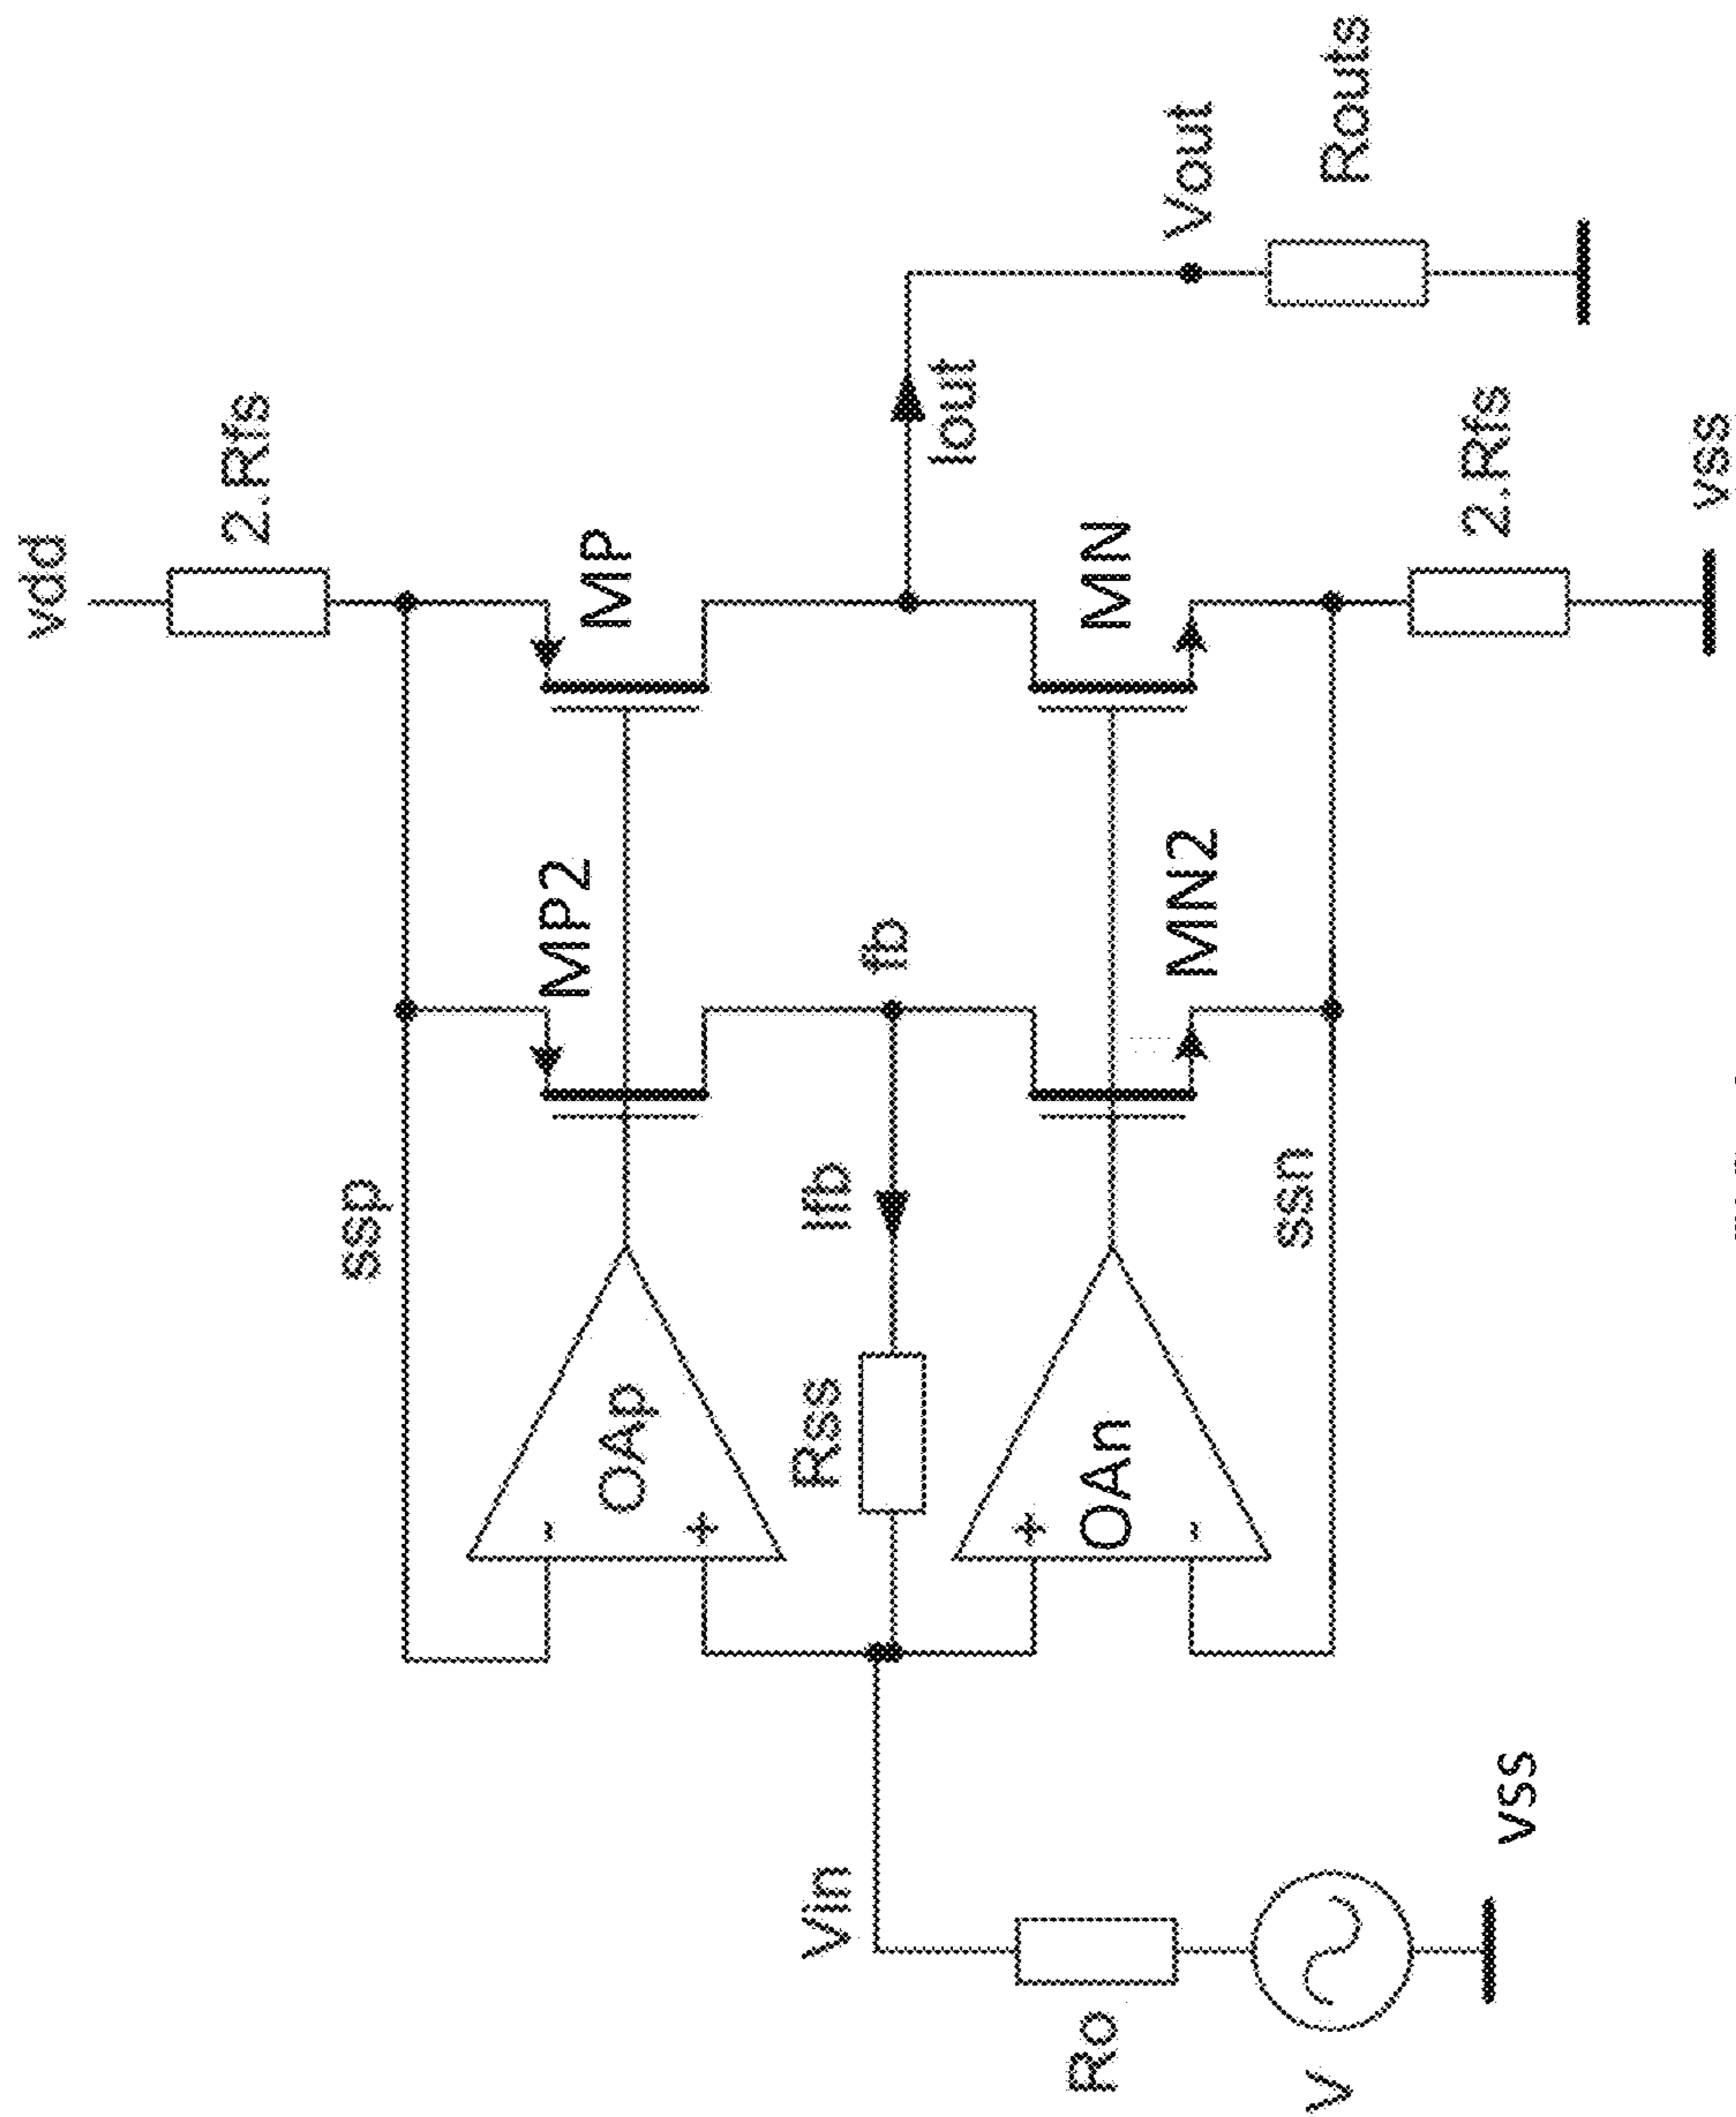 vdd
2.Rfs
ssp
MP2
MP
-
OAp
+
Vin
Ifb
fb
Rss
Iout
Vout
+
OAn
-
MN2
MN
Routs
Ro
V
vss
ssn
2.Rfs
vss